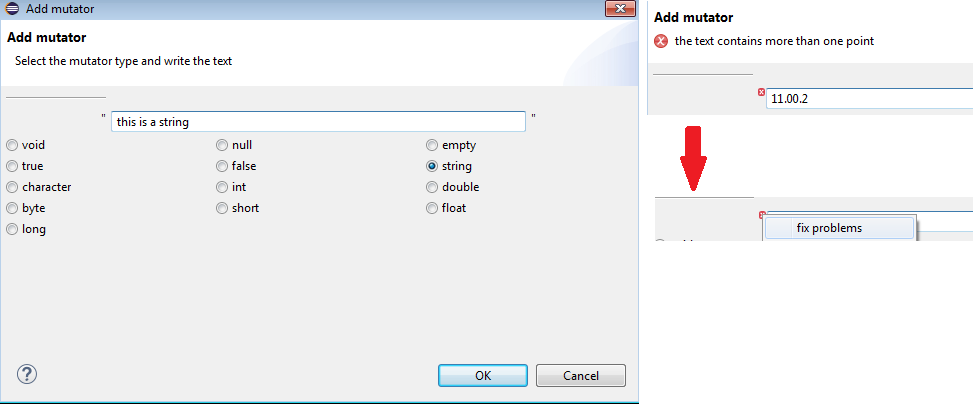 Add mutator
Add mutator
Select the mutator type and write the text
" this is a string "
void null empty
true false string
character int double
byte short float
long
? OK Cancel
Add mutator
the text contains more than one point
11.00.2
fix problems